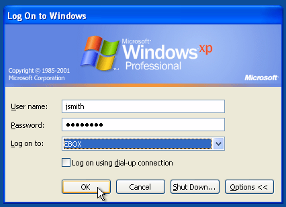 Log On to Windows
Microsoft
Windows xp
Professional
Copyright © 1985-2001
Microsoft Corporation
Microsoft
User name: jsmith
Password: ••••••••
Log on to: EBOX
Log on using dial-up connection
OK Cancel Shut Down... Options <<